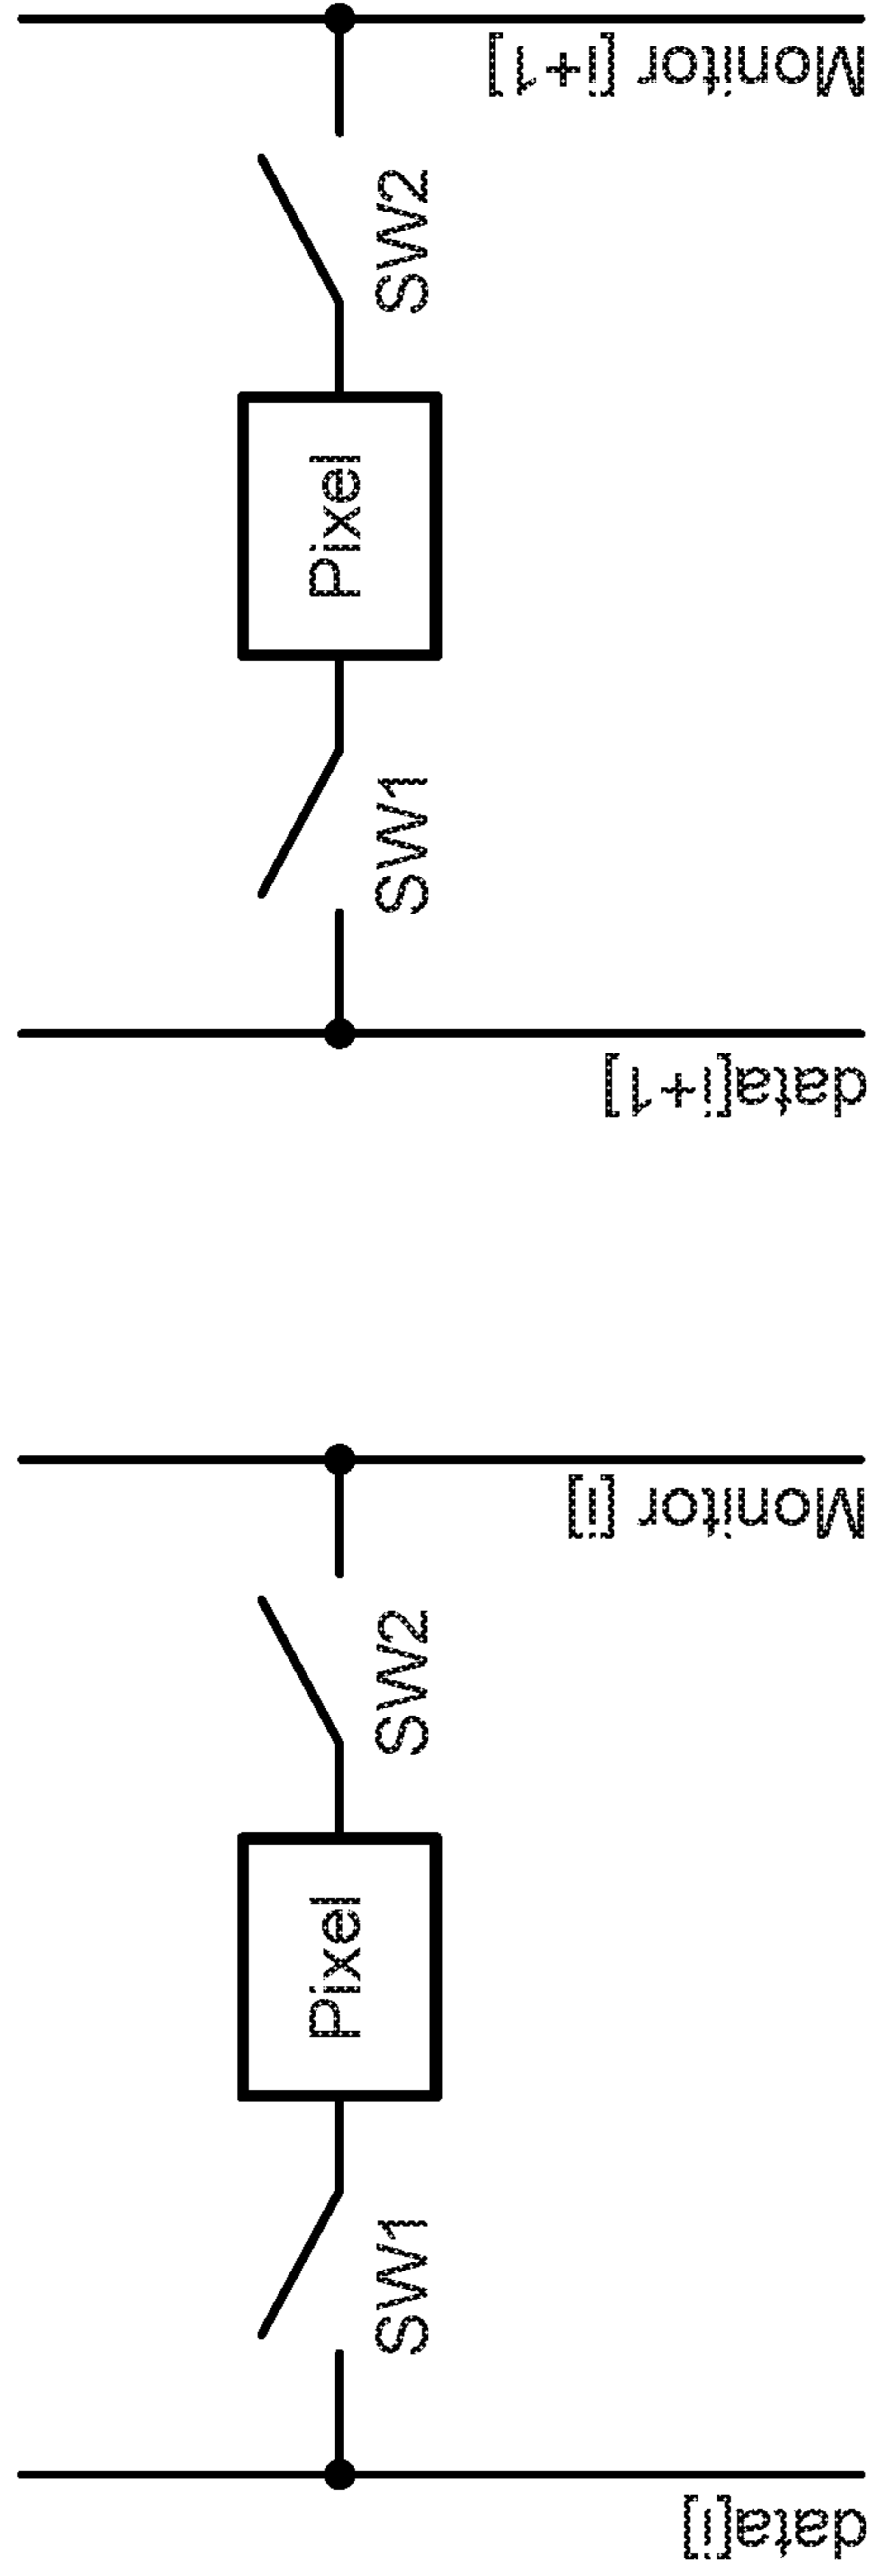 Monitor [i+1]
SW2
Pixel
SW1
data[i+1]
Monitor [i]
SW2
Pixel
SW1
data[i]